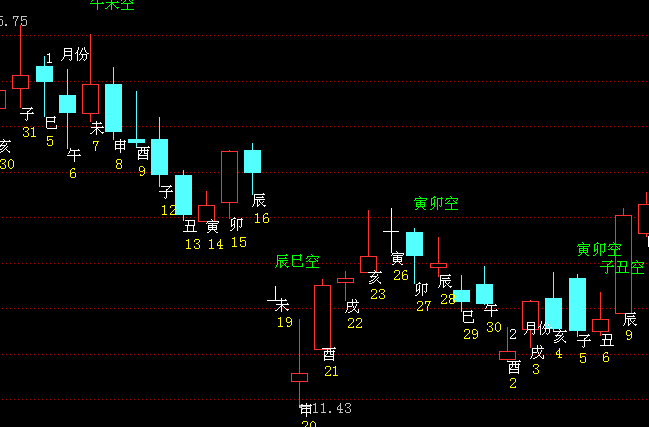 午未空
5.75
1 月份
子
31
亥
30
巳
5
午
6
未
7
申
8
酉
9
子
12
丑
13
寅
14
卯
15
辰
16
辰巳空
未
19
申
20
11.43
酉
21
戌
22
亥
23
寅卯空
寅
26
卯
27
辰
28
巳
29
午
30
2 月份
酉
2
戌
3
亥
4
子
5
丑
6
寅卯空
子丑空
辰
9